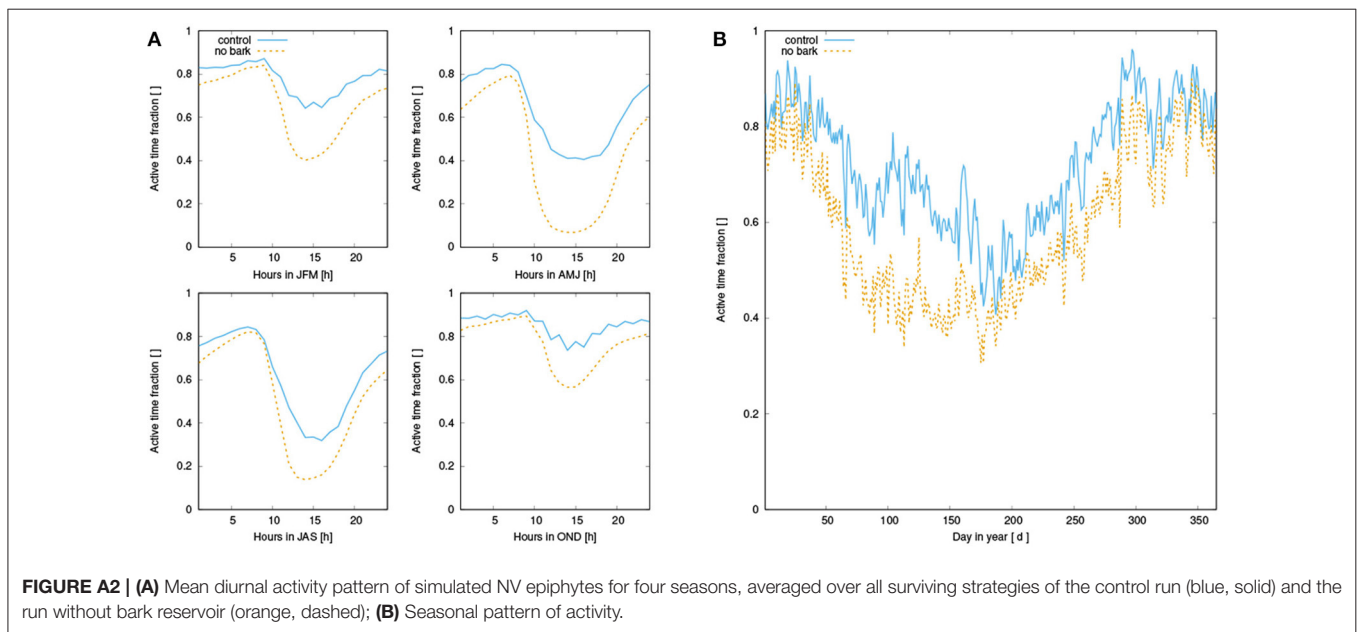 A
control
no bark
1
0.8
0.6
0.4
0.2
0
Active time fraction [ ]
5 10 15 20
Hours in JFM [h]
control
no bark
1
0.8
0.6
0.4
0.2
0
Active time fraction [ ]
5 10 15 20
Hours in AMJ [h]
1
0.8
0.6
0.4
0.2
0
Active time fraction [ ]
5 10 15 20
Hours in JAS [h]
1
0.8
0.6
0.4
0.2
0
Active time fraction [ ]
5 10 15 20
Hours in OND [h]
B
control
no bark
1
0.8
0.6
0.4
0.2
0
Active time fraction [ ]
50 100 150 200 250 300 350
Day in year [ d ]
FIGURE A2 | (A) Mean diurnal activity pattern of simulated NV epiphytes for four seasons, averaged over all surviving strategies of the control run (blue, solid) and the
run without bark reservoir (orange, dashed); (B) Seasonal pattern of activity.